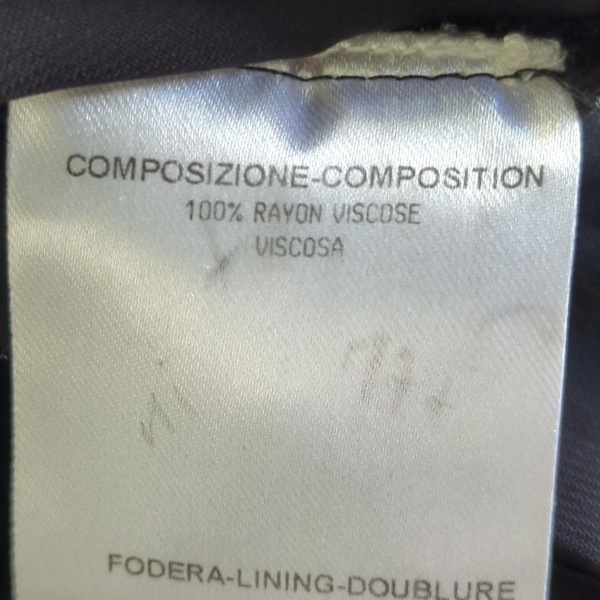 COMPOSIZIONE-COMPOSITION
100% RAYON VISCOSE
VISCOSA
FODERA-LINING-DOUBLURE